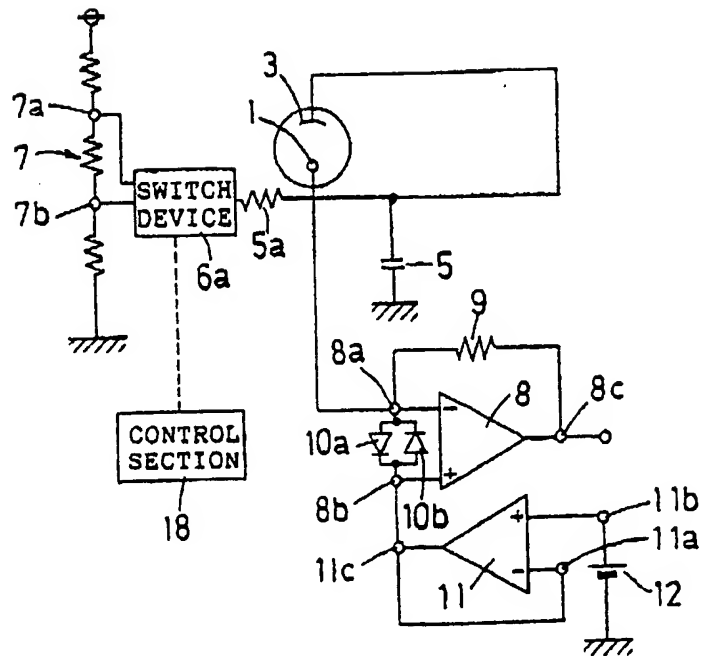 3
1
7a
7
7b
SWITCH
DEVICE
6a
5a
5
9
8a
8
8c
-
+
10a
10b
8b
CONTROL
SECTION
18
11b
11a
+
-
11c
11
12